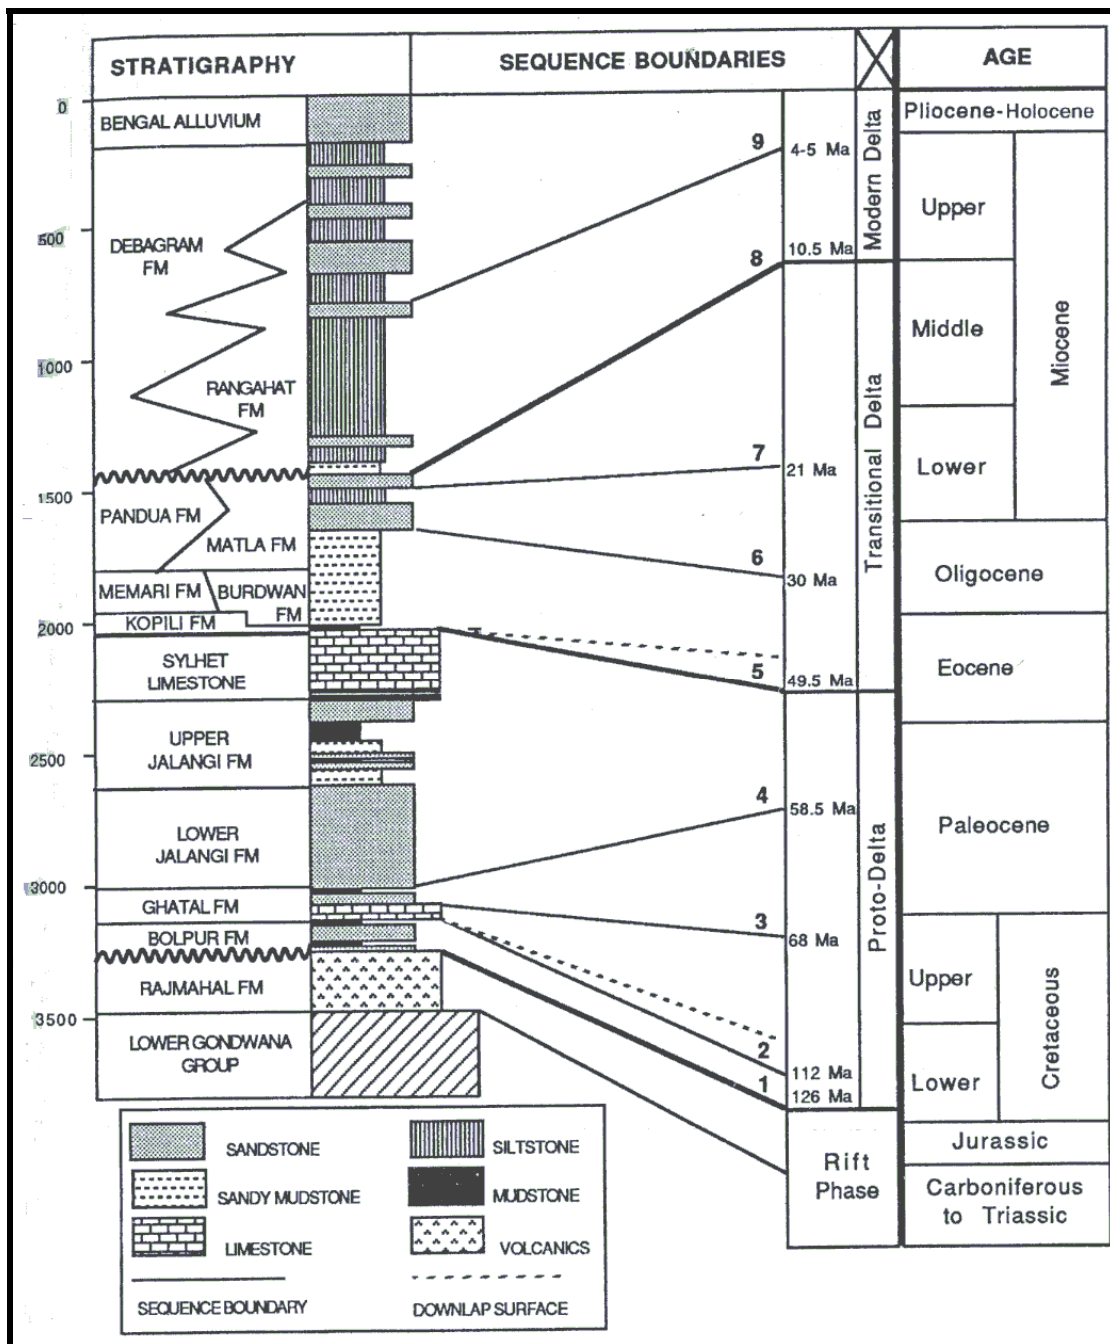 STRATIGRAPHY
SEQUENCE BOUNDARIES
AGE
0
BENGAL ALLUVIUM
Pliocene-Holocene
9
4-5 Ma
Modern Delta
Upper
500
DEBAGRAM
FM
8
10.5 Ma
Middle
Miocene
1000
RANGAHAT
FM
Transitional Delta
7
21 Ma
Lower
1500
PANDUA FM
MATLA FM
6
30 Ma
Oligocene
MEMARI FM
BURDWAN
FM
KOPILI FM
2000
SYLHET
LIMESTONE
5
49.5 Ma
Eocene
UPPER
JALANGI FM
2500
4
58.5 Ma
Paleocene
LOWER
JALANGI FM
Proto-Delta
3000
GHATAL FM
3
68 Ma
BOLPUR FM
Upper
Cretaceous
RAJMAHAL FM
3500
2
112 Ma
LOWER GONDWANA
GROUP
1
126 Ma
Lower
Jurassic
Rift
Phase
Carboniferous
to Triassic
SANDSTONE
SILTSTONE
SANDY MUDSTONE
MUDSTONE
LIMESTONE
VOLCANICS
SEQUENCE BOUNDARY
DOWNLAP SURFACE